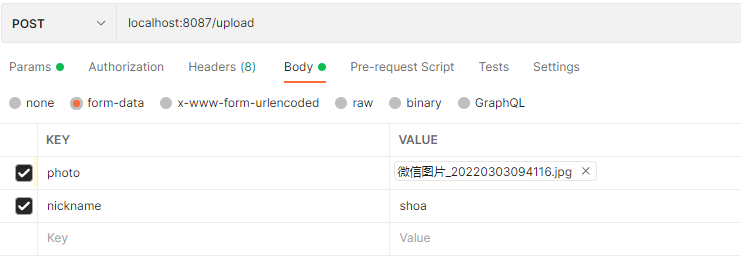 POST localhost:8087/upload
Params Authorization Headers (8) Body Pre-request Script Tests Settings
none form-data x-www-form-urlencoded raw binary GraphQL
KEY VALUE
photo 微信图片_20220303094116.jpg
nickname shoa
Key Value